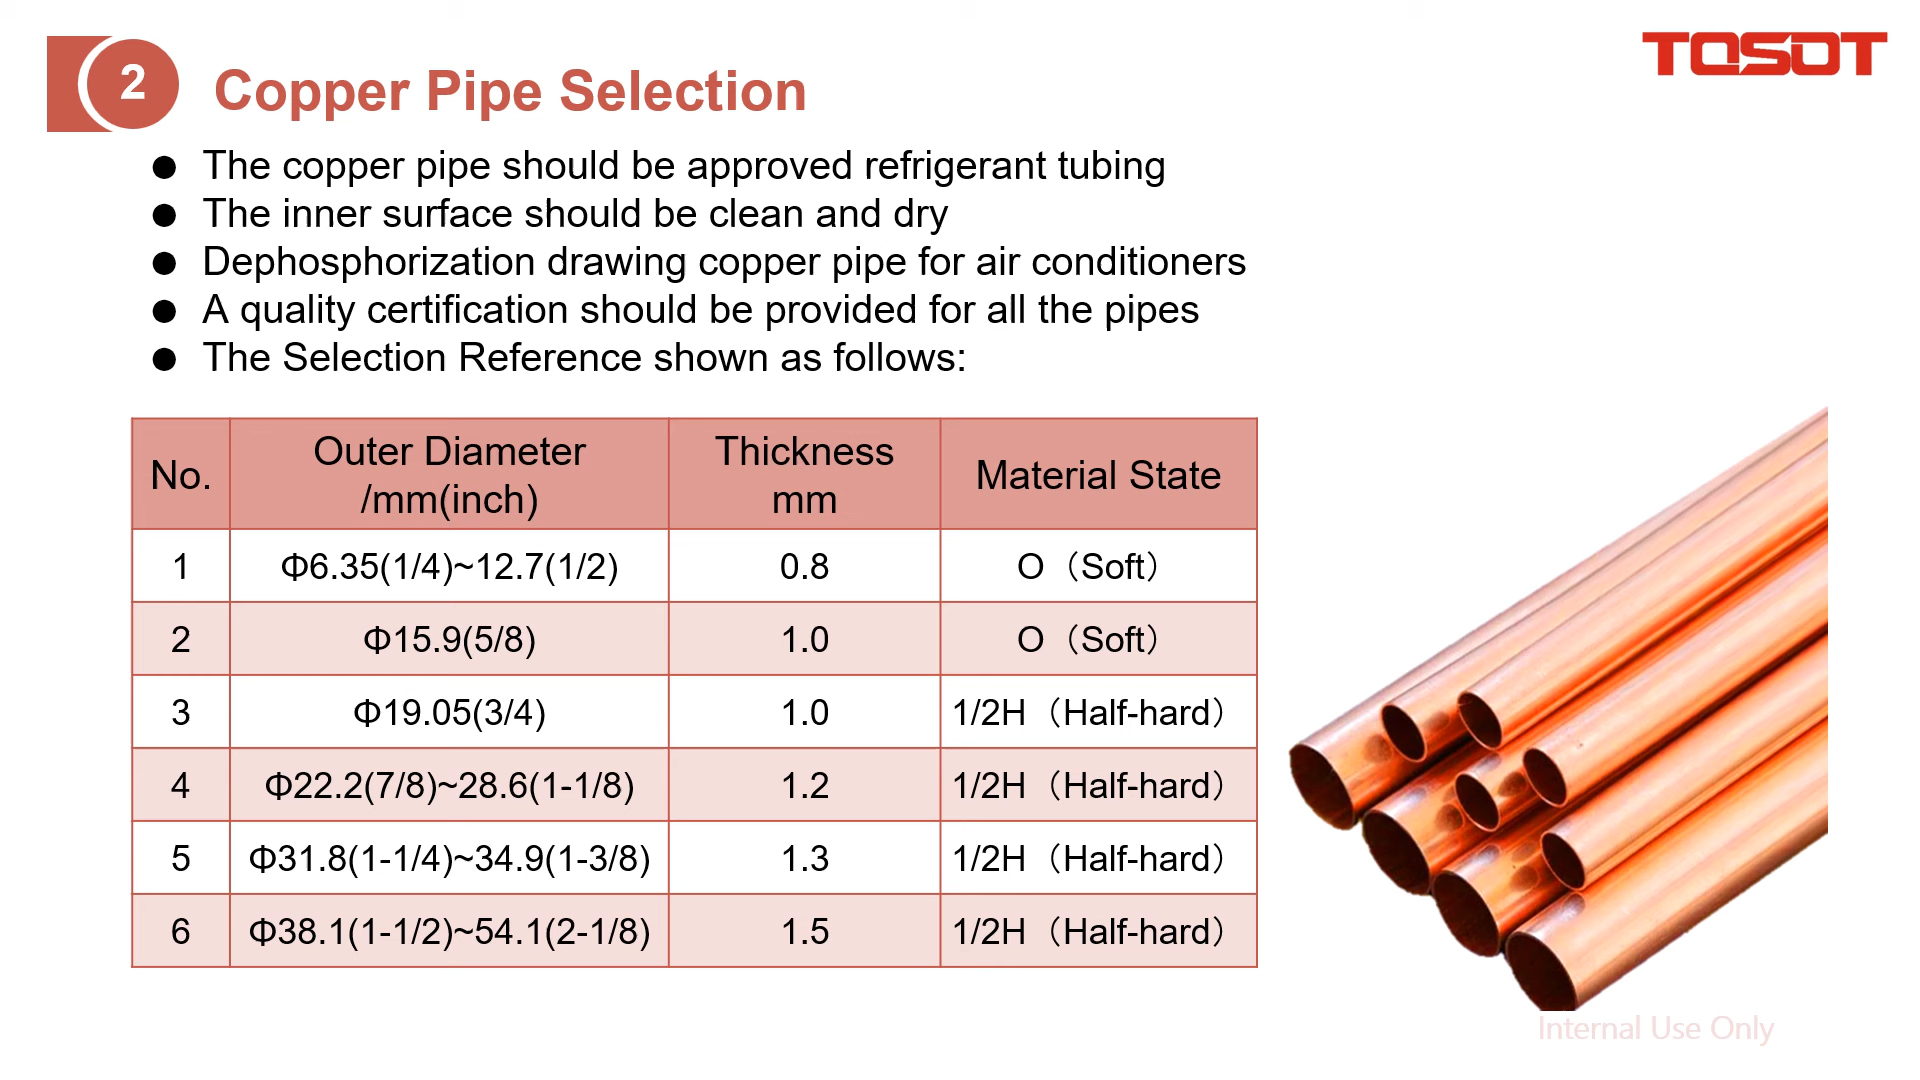 2
Copper Pipe Selection
TOSOT
● The copper pipe should be approved refrigerant tubing
● The inner surface should be clean and dry
● Dephosphorization drawing copper pipe for air conditioners
● A quality certification should be provided for all the pipes
● The Selection Reference shown as follows:
No. Outer Diameter /mm(inch) Thickness mm Material State
1 Φ6.35(1/4)~12.7(1/2) 0.8 O（Soft）
2 Φ15.9(5/8) 1.0 O（Soft）
3 Φ19.05(3/4) 1.0 1/2H（Half-hard）
4 Φ22.2(7/8)~28.6(1-1/8) 1.2 1/2H（Half-hard）
5 Φ31.8(1-1/4)~34.9(1-3/8) 1.3 1/2H（Half-hard）
6 Φ38.1(1-1/2)~54.1(2-1/8) 1.5 1/2H（Half-hard）
Internal Use Only